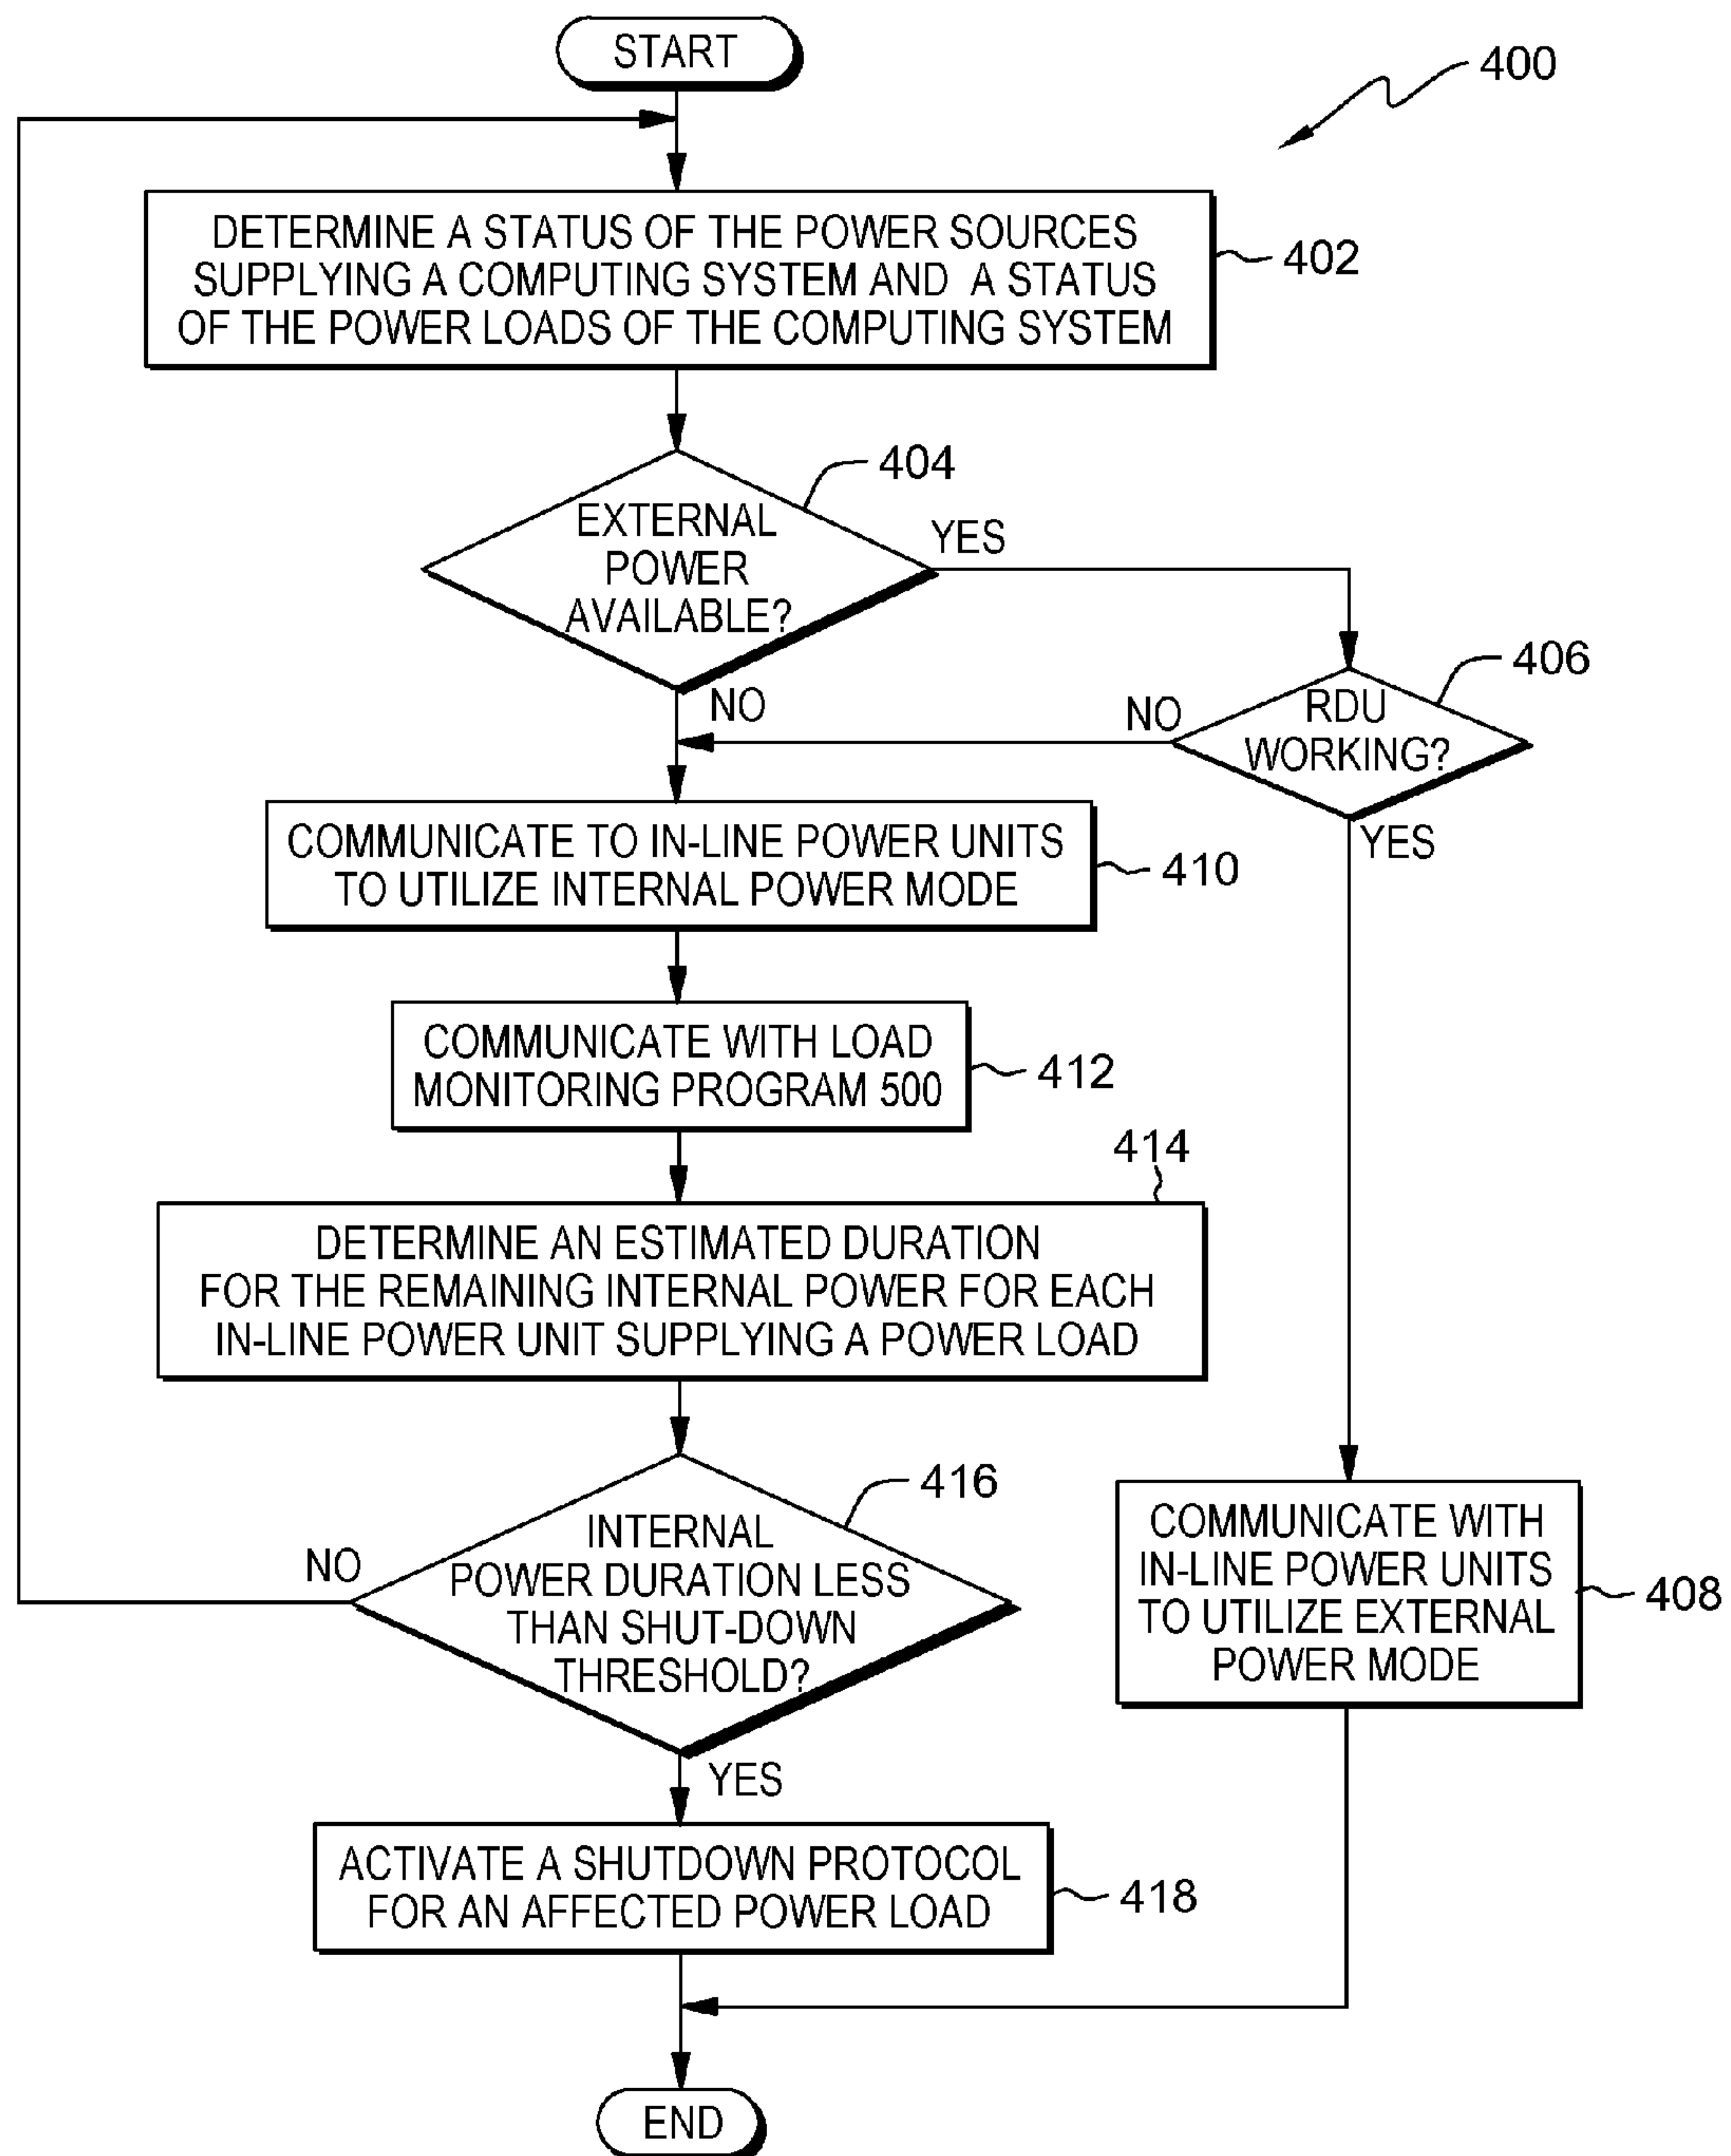 START
400
DETERMINE A STATUS OF THE POWER SOURCES
SUPPLYING A COMPUTING SYSTEM AND A STATUS
OF THE POWER LOADS OF THE COMPUTING SYSTEM
402
404
EXTERNAL
POWER
AVAILABLE?
YES
NO
406
RDU
WORKING?
NO
YES
COMMUNICATE TO IN-LINE POWER UNITS
TO UTILIZE INTERNAL POWER MODE
410
COMMUNICATE WITH LOAD
MONITORING PROGRAM 500
412
414
DETERMINE AN ESTIMATED DURATION
FOR THE REMAINING INTERNAL POWER FOR EACH
IN-LINE POWER UNIT SUPPLYING A POWER LOAD
416
INTERNAL
POWER DURATION LESS
THAN SHUT-DOWN
THRESHOLD?
NO
YES
COMMUNICATE WITH
IN-LINE POWER UNITS
TO UTILIZE EXTERNAL
POWER MODE
408
ACTIVATE A SHUTDOWN PROTOCOL
FOR AN AFFECTED POWER LOAD
418
END